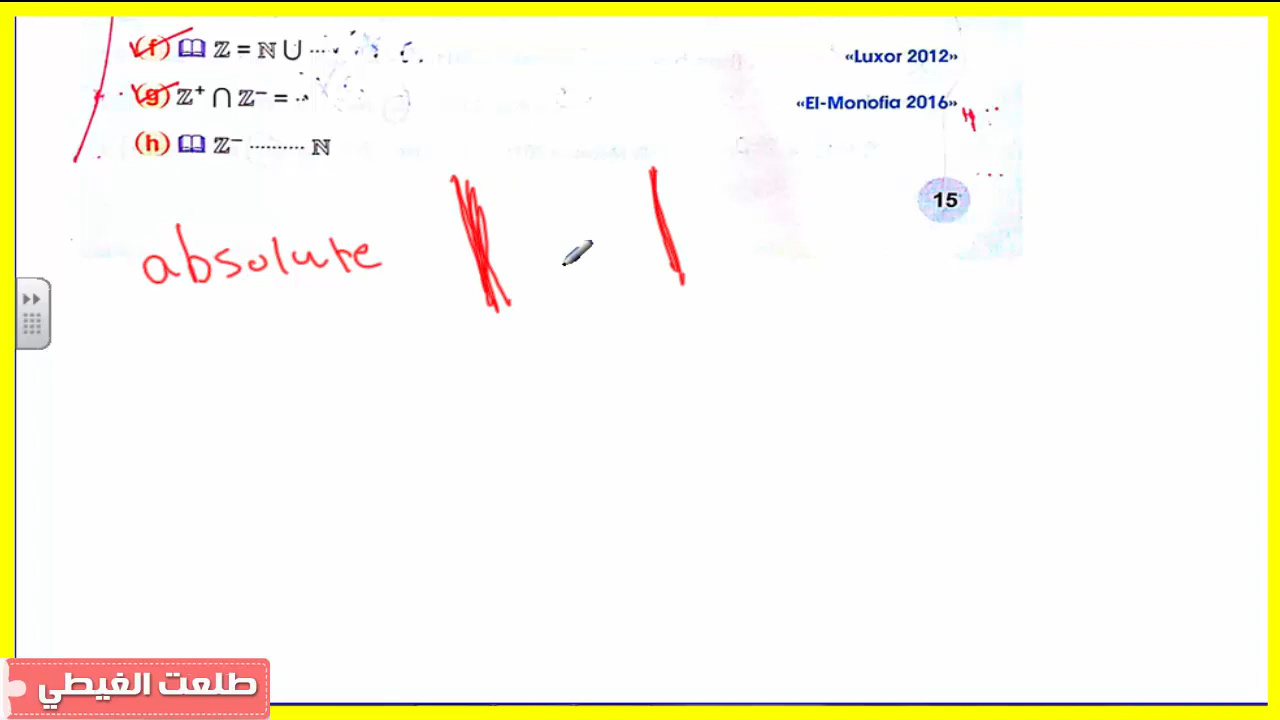 (f) ℤ = ℕ ∪ ...... «Luxor 2012»
(g) ℤ⁺ ∩ ℤ⁻ = ... «El-Monofia 2016»
(h) ℤ⁻ ......... ℕ
15
absolute | |
طلعت الغيطي